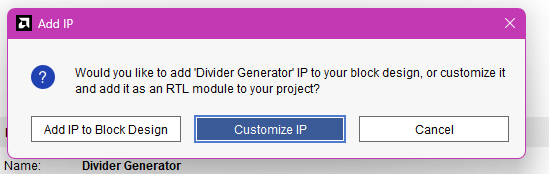 Add IP
Would you like to add 'Divider Generator' IP to your block design, or customize it
and add it as an RTL module to your project?
Add IP to Block Design
Customize IP
Cancel
Name: Divider Generator